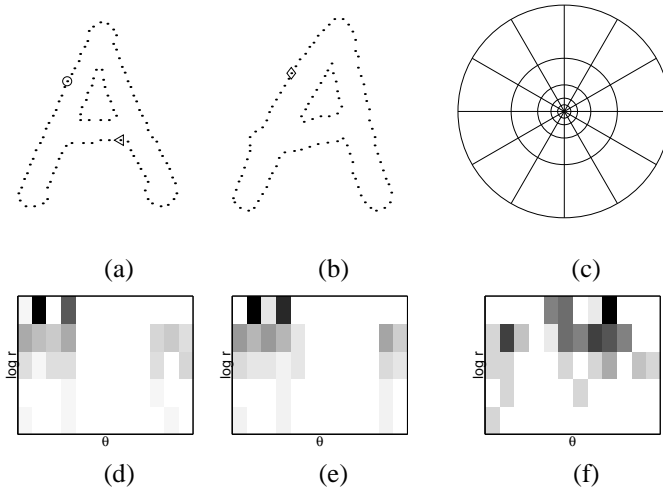 (a) (b) (c)
log r log r log r
θ θ θ
(d) (e) (f)